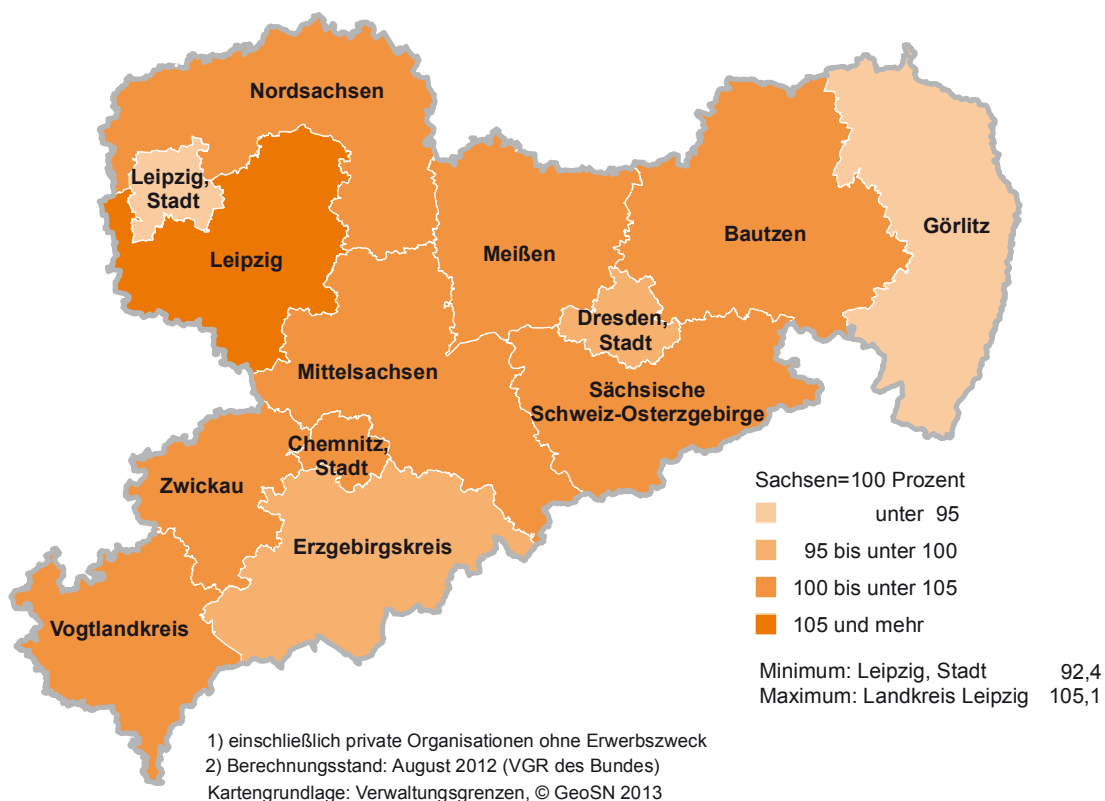 Nordsachsen
Leipzig,
Stadt
Leipzig
Meißen
Bautzen
Görlitz
Dresden,
Stadt
Mittelsachsen
Sächsische
Schweiz-Osterzgebirge
Chemnitz,
Stadt
Zwickau
Erzgebirgskreis
Vogtlandkreis
Sachsen=100 Prozent
unter 95
95 bis unter 100
100 bis unter 105
105 und mehr
Minimum: Leipzig, Stadt 92,4
Maximum: Landkreis Leipzig 105,1
1) einschließlich private Organisationen ohne Erwerbszweck
2) Berechnungsstand: August 2012 (VGR des Bundes)
Kartengrundlage: Verwaltungsgrenzen, © GeoSN 2013